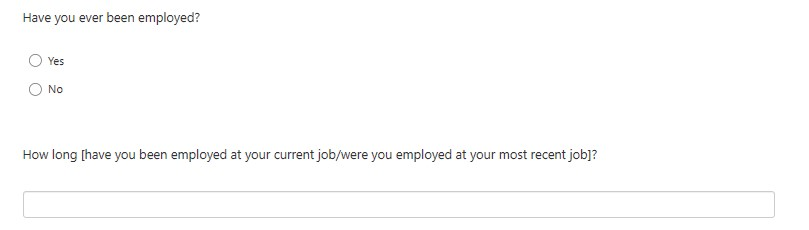 Have you ever been employed?
Yes
No
How long [have you been employed at your current job/were you employed at your most recent job]?